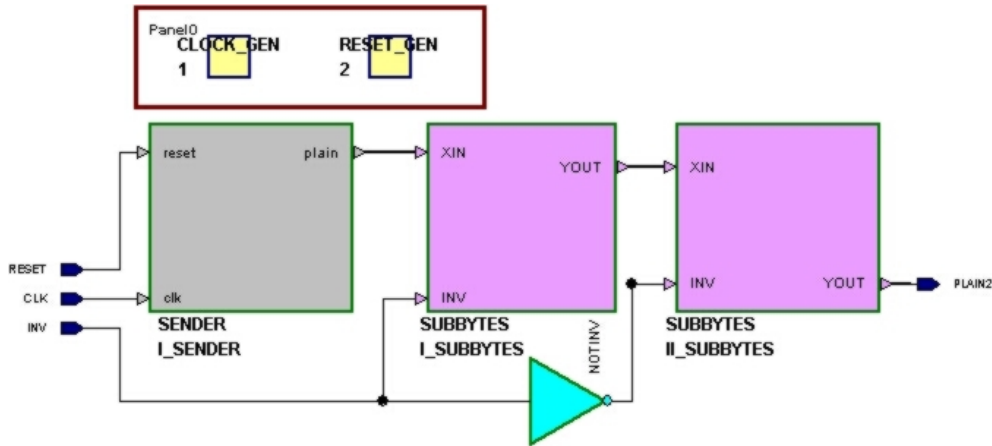 Panel0
CLOCK_GEN
1
RESET_GEN
2
reset
plain
XIN
YOUT
XIN
RESET
CLK
INV
clk
INV
INV
YOUT
PLAIN2
SENDER
I_SENDER
SUBBYTES
I_SUBBYTES
NOTINV
SUBBYTES
II_SUBBYTES